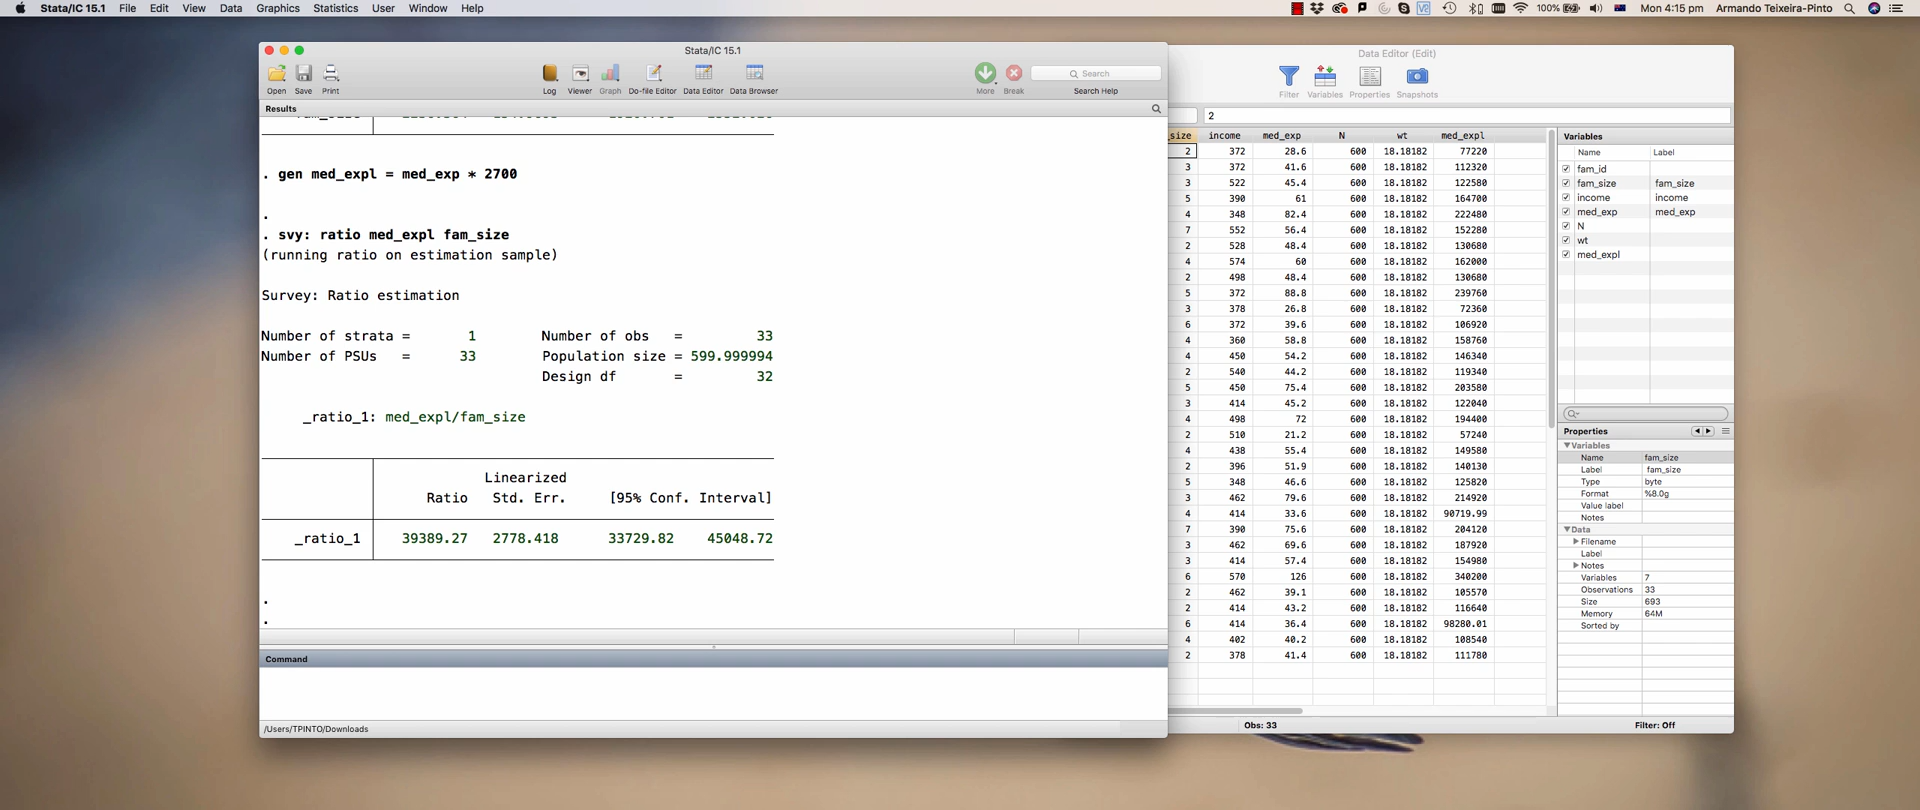 Stata/IC 15.1 File Edit View Data Graphics Statistics User Window Help
100% Mon 4:15 pm Armando Teixeira-Pinto
Stata/IC 15.1
Open Save Print Log Viewer Graph Do-file Editor Data Editor Data Browser More Break Search Search Help
Results
. gen med_expl = med_exp * 2700
.
. svy: ratio med_expl fam_size
(running ratio on estimation sample)
Survey: Ratio estimation
Number of strata = 1 Number of obs = 33
Number of PSUs = 33 Population size = 599.999994
Design df = 32
_ratio_1: med_expl/fam_size
Linearized
Ratio Std. Err. [95% Conf. Interval]
_ratio_1 39389.27 2778.418 33729.82 45048.72
.
.
Command
/Users/TPINTO/Downloads
Data Editor (Edit)
Filter Variables Properties Snapshots
2
_size income med_exp N wt med_expl
2 372 28.6 600 18.18182 77220
3 372 41.6 600 18.18182 112320
3 522 45.4 600 18.18182 122580
5 390 61 600 18.18182 164700
4 348 82.4 600 18.18182 222480
7 552 56.4 600 18.18182 152280
2 528 48.4 600 18.18182 130680
4 574 60 600 18.18182 162000
2 498 48.4 600 18.18182 130680
5 372 88.8 600 18.18182 239760
3 378 26.8 600 18.18182 72360
6 372 39.6 600 18.18182 106920
4 360 58.8 600 18.18182 158760
4 450 54.2 600 18.18182 146340
2 540 44.2 600 18.18182 119340
5 450 75.4 600 18.18182 203580
3 414 45.2 600 18.18182 122040
4 498 72 600 18.18182 194400
2 510 21.2 600 18.18182 57240
4 438 55.4 600 18.18182 149580
2 396 51.9 600 18.18182 140130
5 348 46.6 600 18.18182 125820
3 462 79.6 600 18.18182 214920
4 414 33.6 600 18.18182 90719.99
7 390 75.6 600 18.18182 204120
3 462 69.6 600 18.18182 187920
3 414 57.4 600 18.18182 154980
6 570 126 600 18.18182 340200
2 462 39.1 600 18.18182 105570
2 414 43.2 600 18.18182 116640
6 414 36.4 600 18.18182 98280.01
4 402 40.2 600 18.18182 108540
2 378 41.4 600 18.18182 111780
Obs: 33 Filter: Off
Variables
Name Label
fam_id
fam_size fam_size
income income
med_exp med_exp
N
wt
med_expl
Properties
Variables
Name fam_size
Label fam_size
Type byte
Format %8.0g
Value label
Notes
Data
Filename
Label
Notes
Variables 7
Observations 33
Size 693
Memory 64M
Sorted by